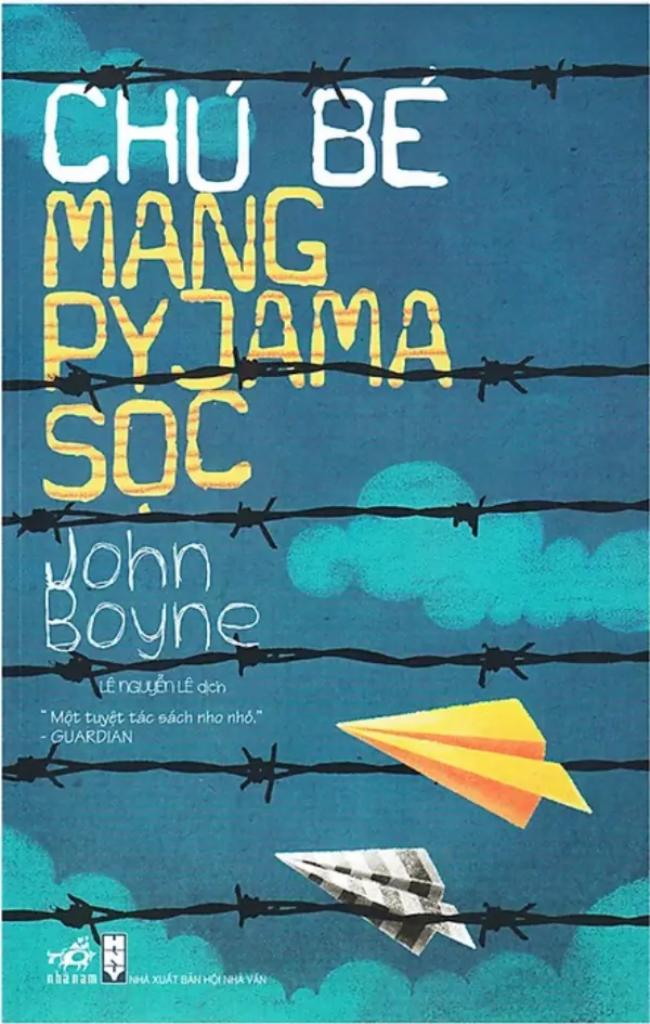 CHÚ BÉ
MANG
PYJAMA
SỌC
John
Boyne
LÊ NGUYỄN LÊ dịch
“Một tuyệt tác sách nho nhỏ.”
- GUARDIAN
nhã nam
HNV
NHÀ XUẤT BẢN HỘI NHÀ VĂN